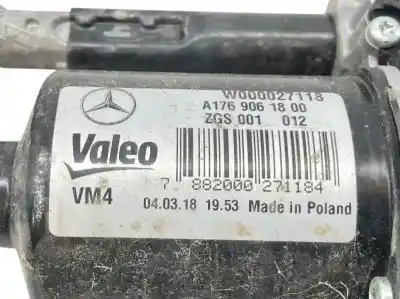 W000027118
A176 906 18 00
ZGS 001 012
Valeo
7 882000 271184
VM4 04.03.18 19.53 Made in Poland